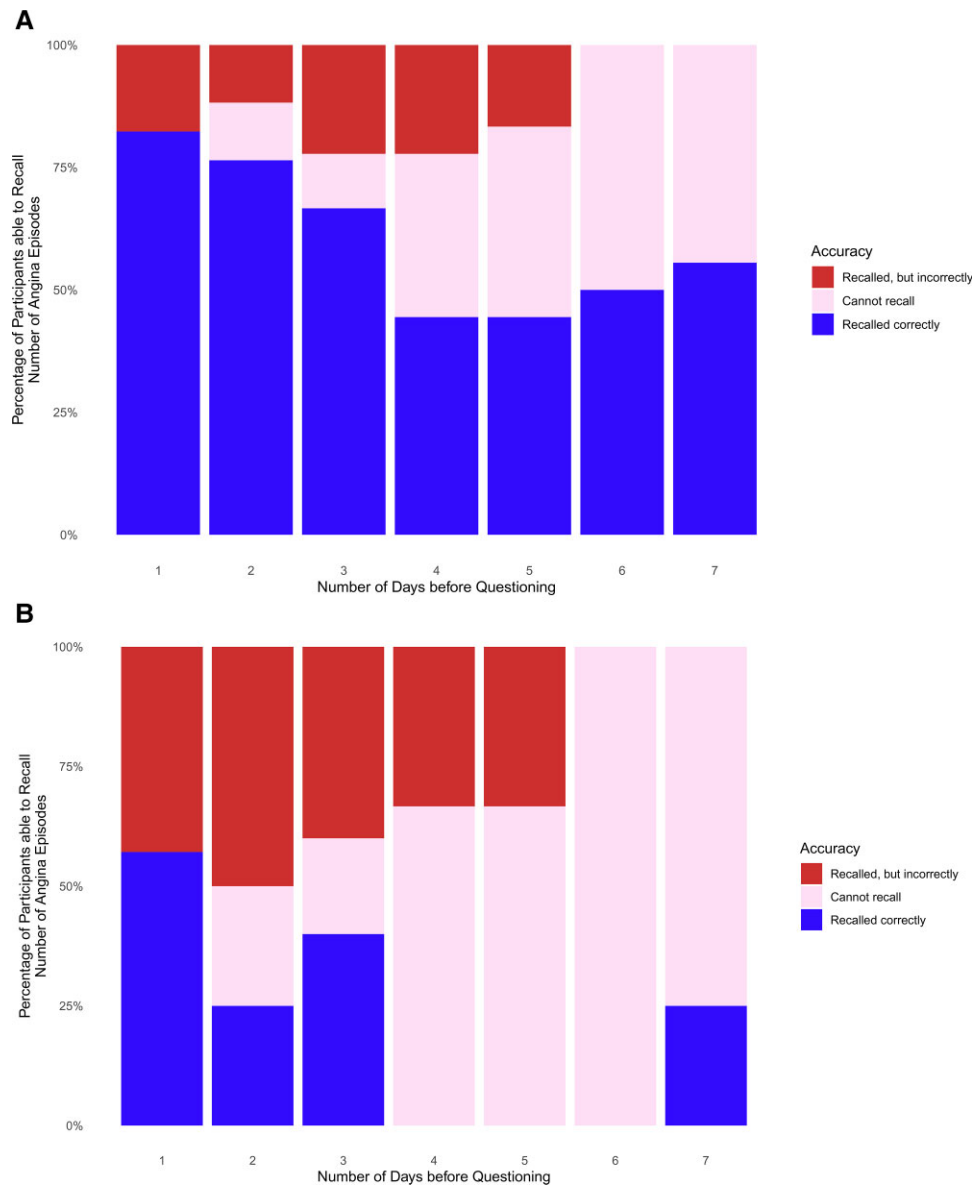 A
100%
75%
50%
25%
0%
Percentage of Participants able to Recall
Number of Angina Episodes
1 2 3 4 5 6 7
Number of Days before Questioning
Accuracy
Recalled, but incorrectly
Cannot recall
Recalled correctly
B
100%
75%
50%
25%
0%
Percentage of Participants able to Recall
Number of Angina Episodes
1 2 3 4 5 6 7
Number of Days before Questioning
Accuracy
Recalled, but incorrectly
Cannot recall
Recalled correctly